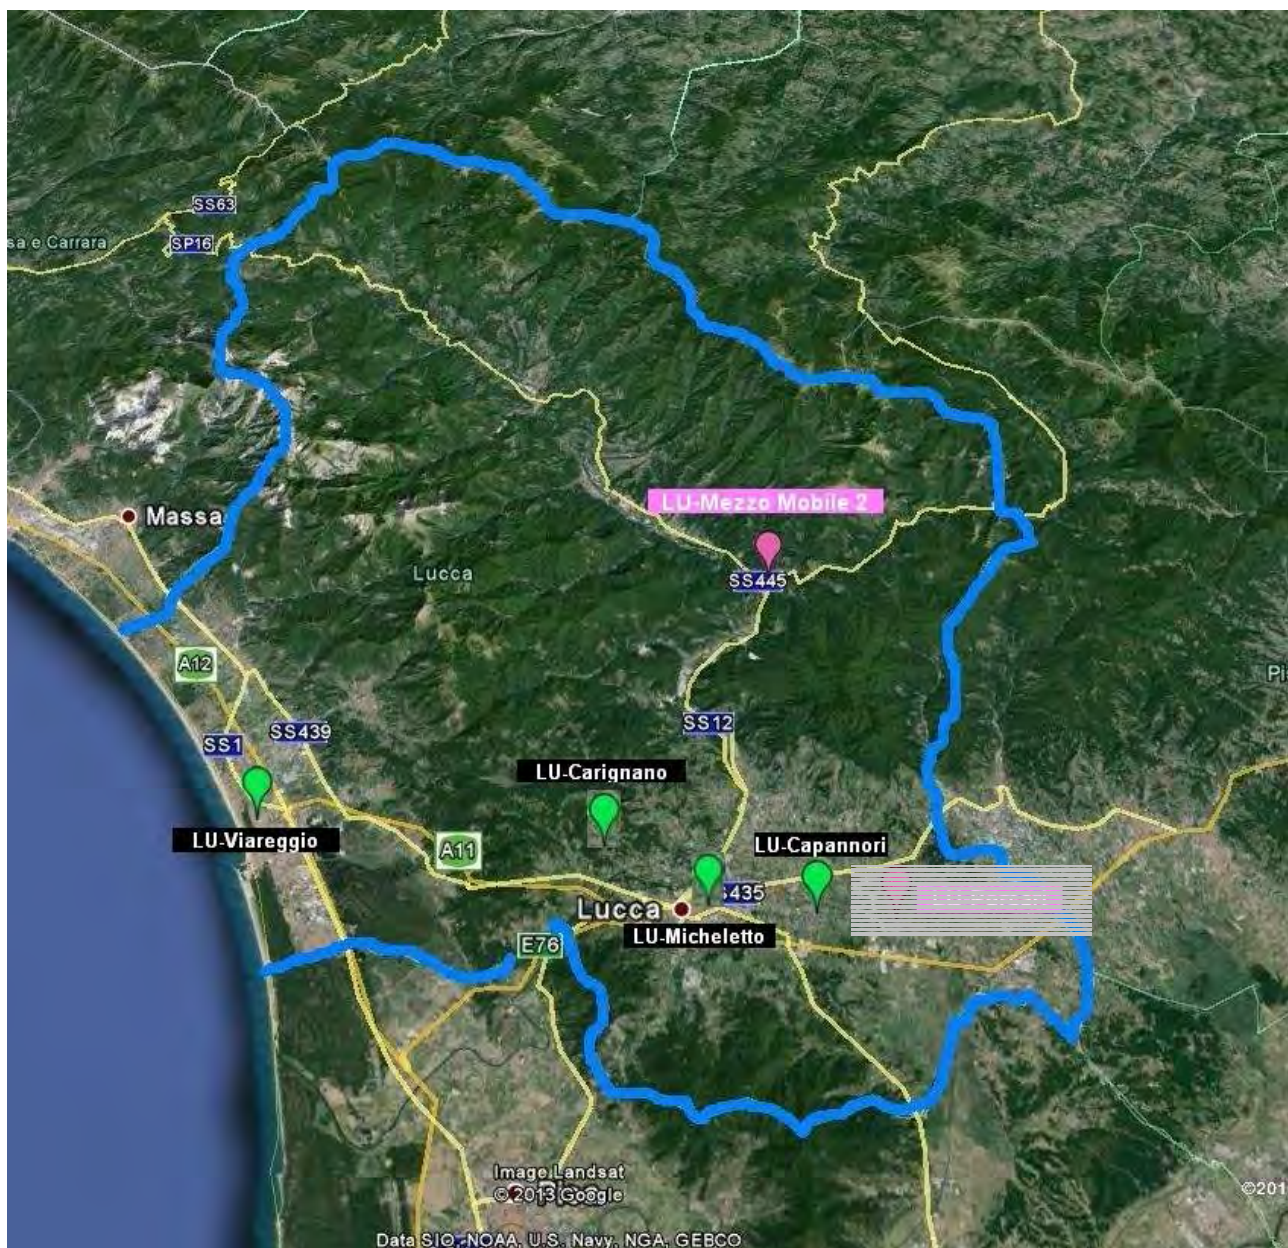 SS63
sa e Carrara
SP16
LU-Mezzo Mobile 2
Massa
Lucca
SS445
A12
Pi
SS1
SS439
SS12
LU-Carignano
LU-Viareggio
A11
LU-Capannori
435
Lucca
LU-Micheletto
E76
Image Landsat
© 2013 Google
©201
Data SIO, NOAA, U.S. Navy, NGA, GEBCO